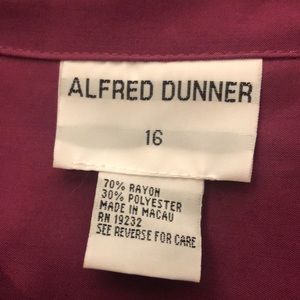 ALFRED DUNNER
16
70% RAYON
30% POLYESTER
MADE IN MACAU
RN 19232
SEE REVERSE FOR CARE